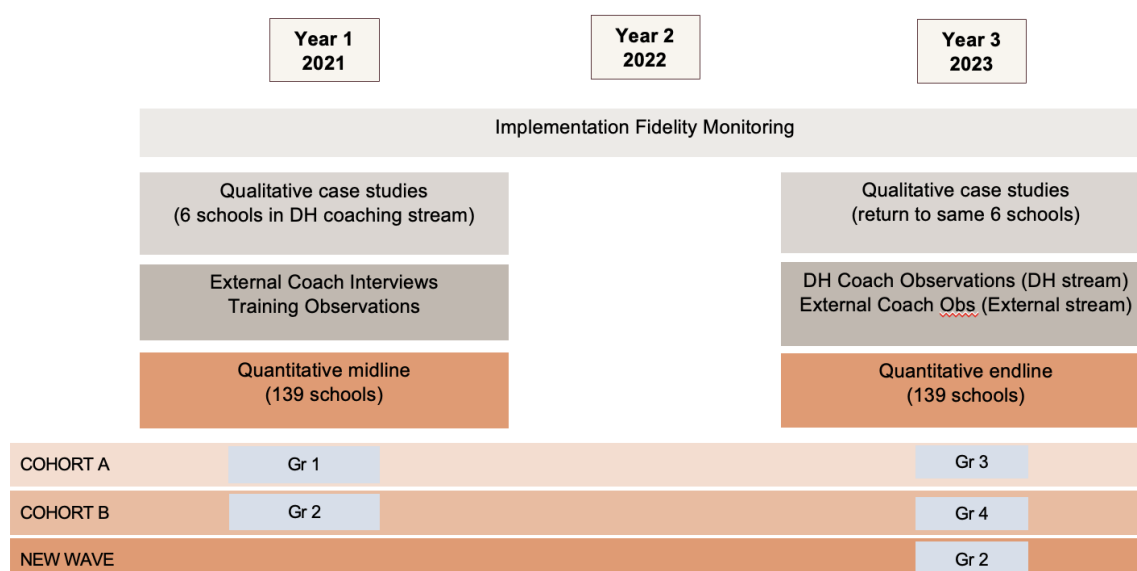 Year 1
2021
Year 2
2022
Year 3
2023
Implementation Fidelity Monitoring
Qualitative case studies
(6 schools in DH coaching stream)
Qualitative case studies
(return to same 6 schools)
External Coach Interviews
Training Observations
DH Coach Observations (DH stream)
External Coach Obs (External stream)
Quantitative midline
(139 schools)
Quantitative endline
(139 schools)
COHORT A
Gr 1
Gr 3
COHORT B
Gr 2
Gr 4
NEW WAVE
Gr 2